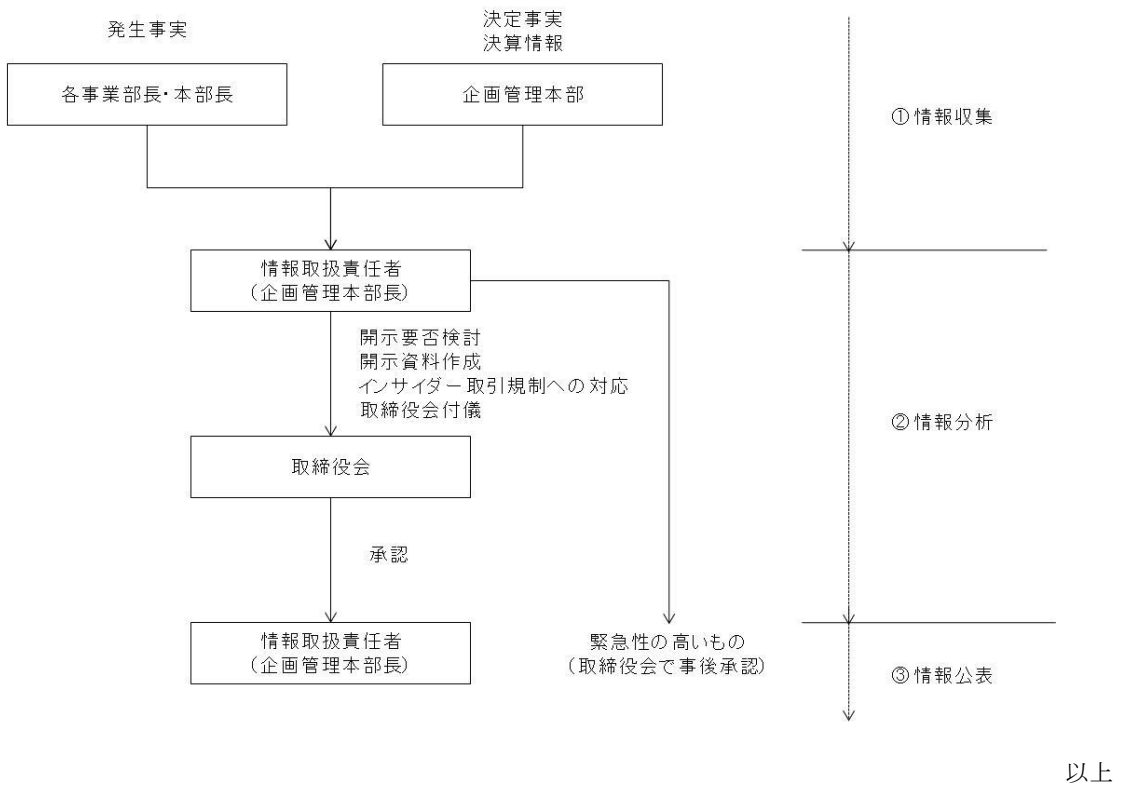 発生事実
決定事実
決算情報
各事業部長・本部長
企画管理本部
①情報収集
情報取扱責任者
(企画管理本部長)
開示要否検討
開示資料作成
インサイダー取引規制への対応
取締役会付儀
②情報分析
取締役会
承認
情報取扱責任者
(企画管理本部長)
緊急性の高いもの
(取締役会で事後承認)
③情報公表
以上